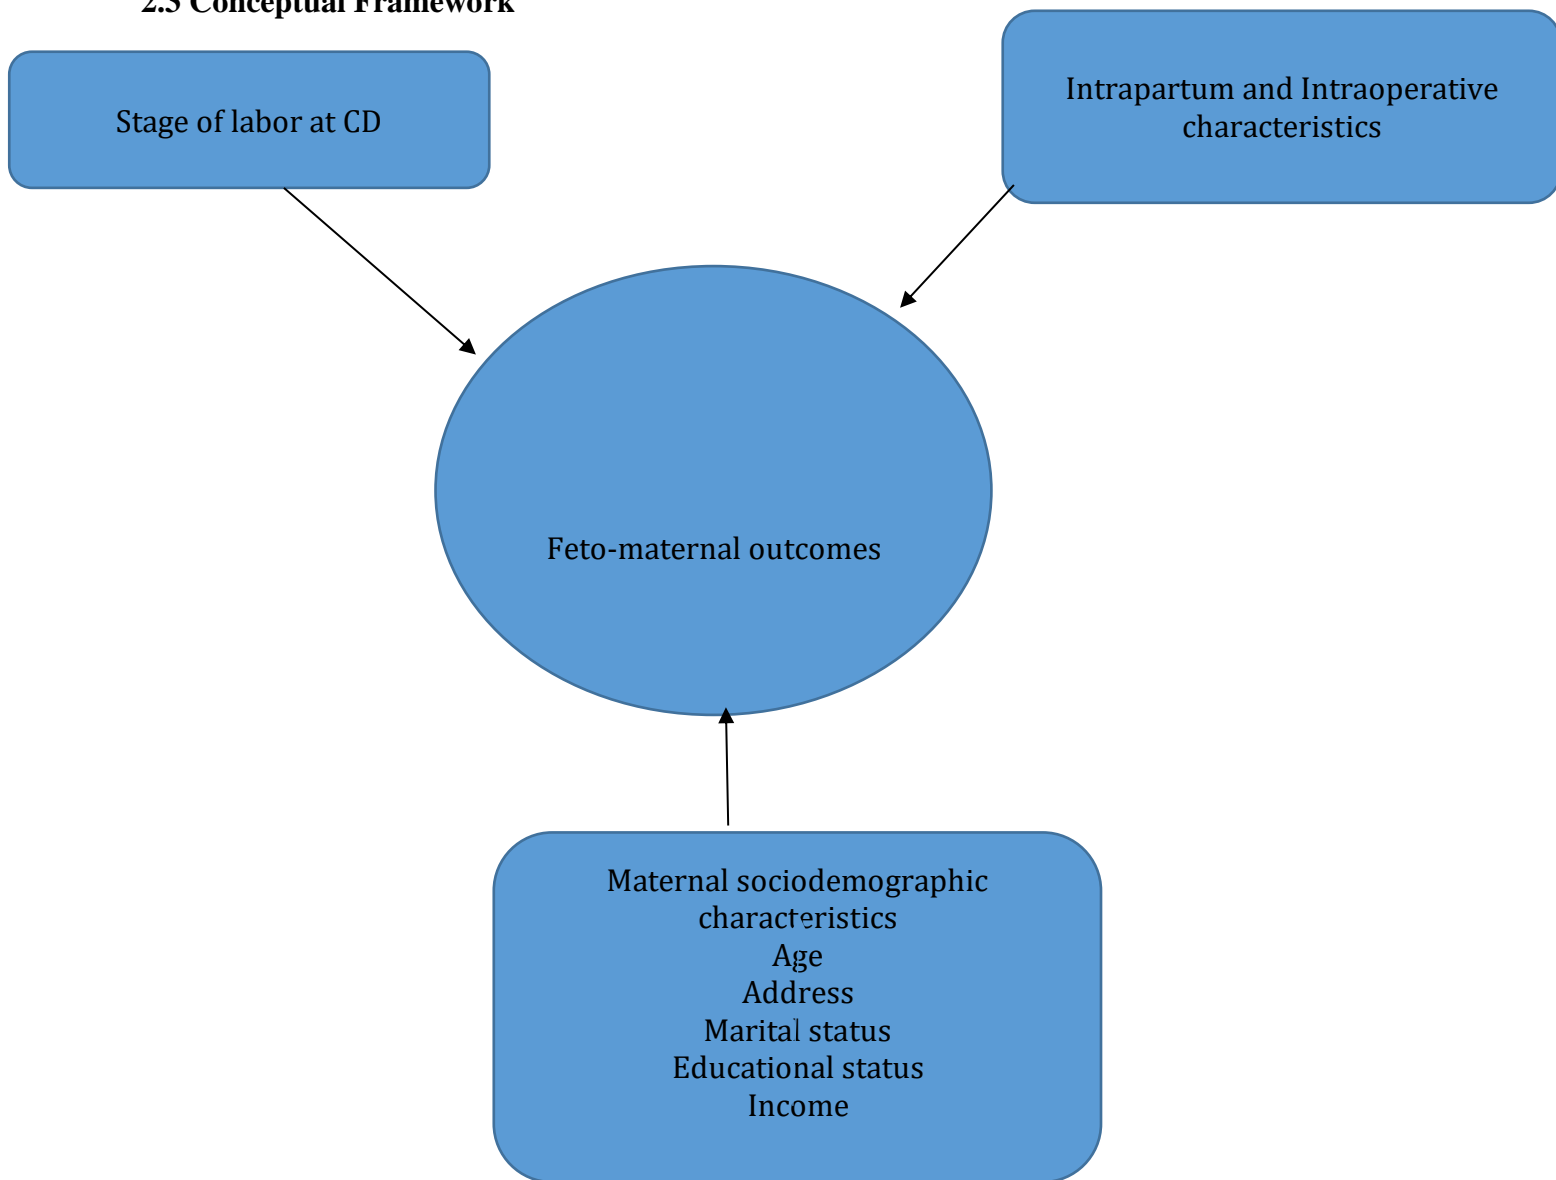 2.5 Conceptual Framework
Stage of labor at CD
Intrapartum and Intraoperative
characteristics
Feto-maternal outcomes
Maternal sociodemographic
characteristics
Age
Address
Marital status
Educational status
Income